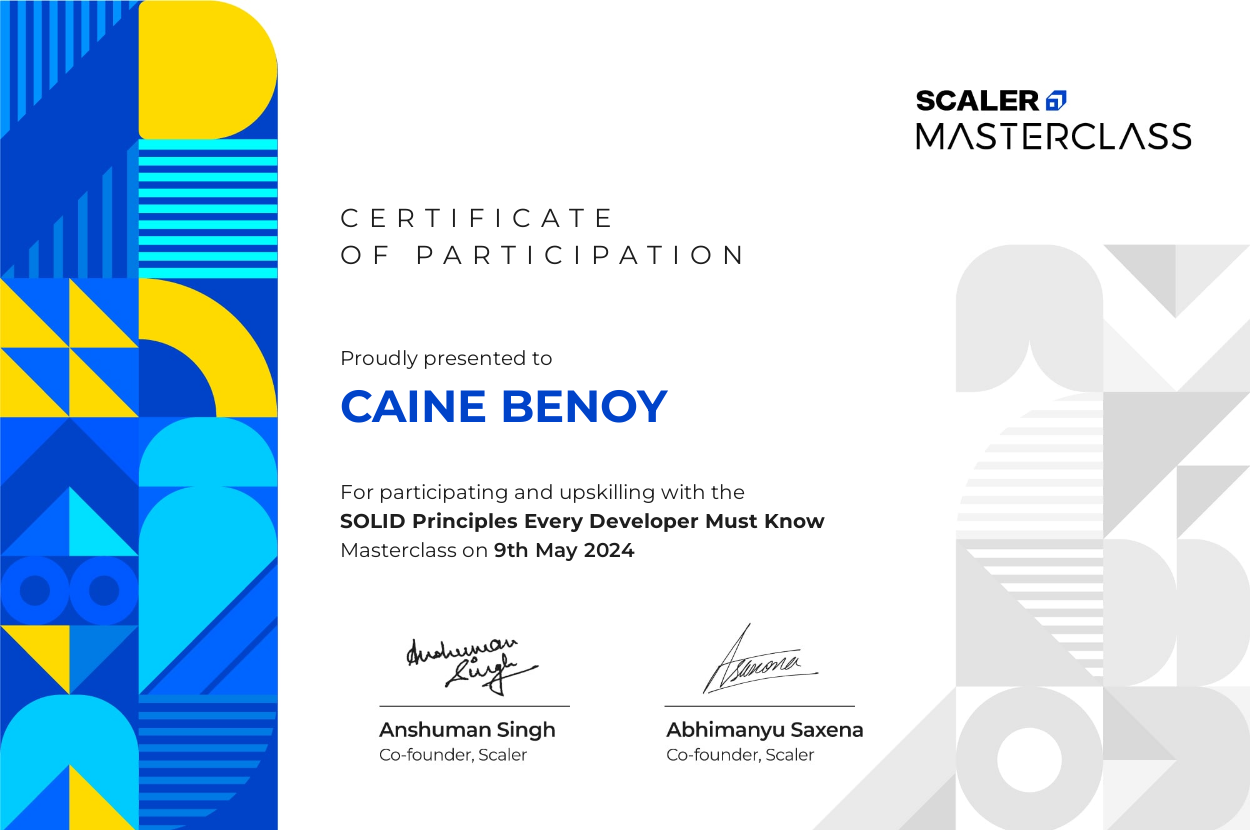 SCALER
MASTERCLASS
CERTIFICATE
OF PARTICIPATION
Proudly presented to
CAINE BENOY
For participating and upskilling with the
SOLID Principles Every Developer Must Know
Masterclass on 9th May 2024
Anshuman Singh
Asaxena
Anshuman Singh
Abhimanyu Saxena
Co-founder, Scaler
Co-founder, Scaler